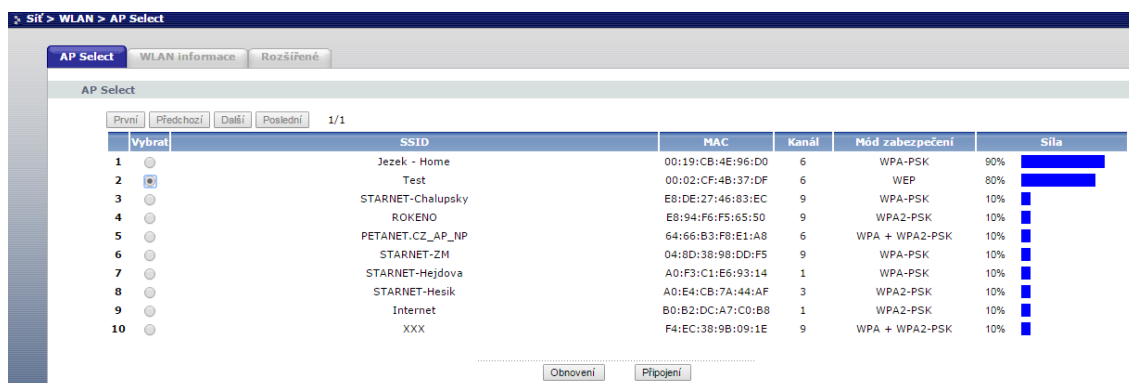 Síť > WLAN > AP Select
AP Select WLAN informace Rozšířené
AP Select
První Předchozí Další Poslední 1/1
Vybrat SSID MAC Kanál Mód zabezpečení Síla
1 Jezek - Home 00:19:CB:4E:96:D0 6 WPA-PSK 90%
2 Test 00:02:CF:4B:37:DF 6 WEP 80%
3 STARNET-Chalupsky E8:DE:27:46:83:EC 9 WPA-PSK 10%
4 ROKENO E8:94:F6:F5:65:50 9 WPA2-PSK 10%
5 PETANET.CZ_AP_NP 64:66:B3:F8:E1:A8 6 WPA + WPA2-PSK 10%
6 STARNET-ZM 04:8D:38:98:DD:F5 9 WPA-PSK 10%
7 STARNET-Hejdova A0:F3:C1:E6:93:14 1 WPA-PSK 10%
8 STARNET-Hesik A0:E4:CB:7A:44:AF 3 WPA2-PSK 10%
9 Internet B0:B2:DC:A7:C0:B8 1 WPA2-PSK 10%
10 XXX F4:EC:38:9B:09:1E 9 WPA + WPA2-PSK 10%
Obnovení Připojení